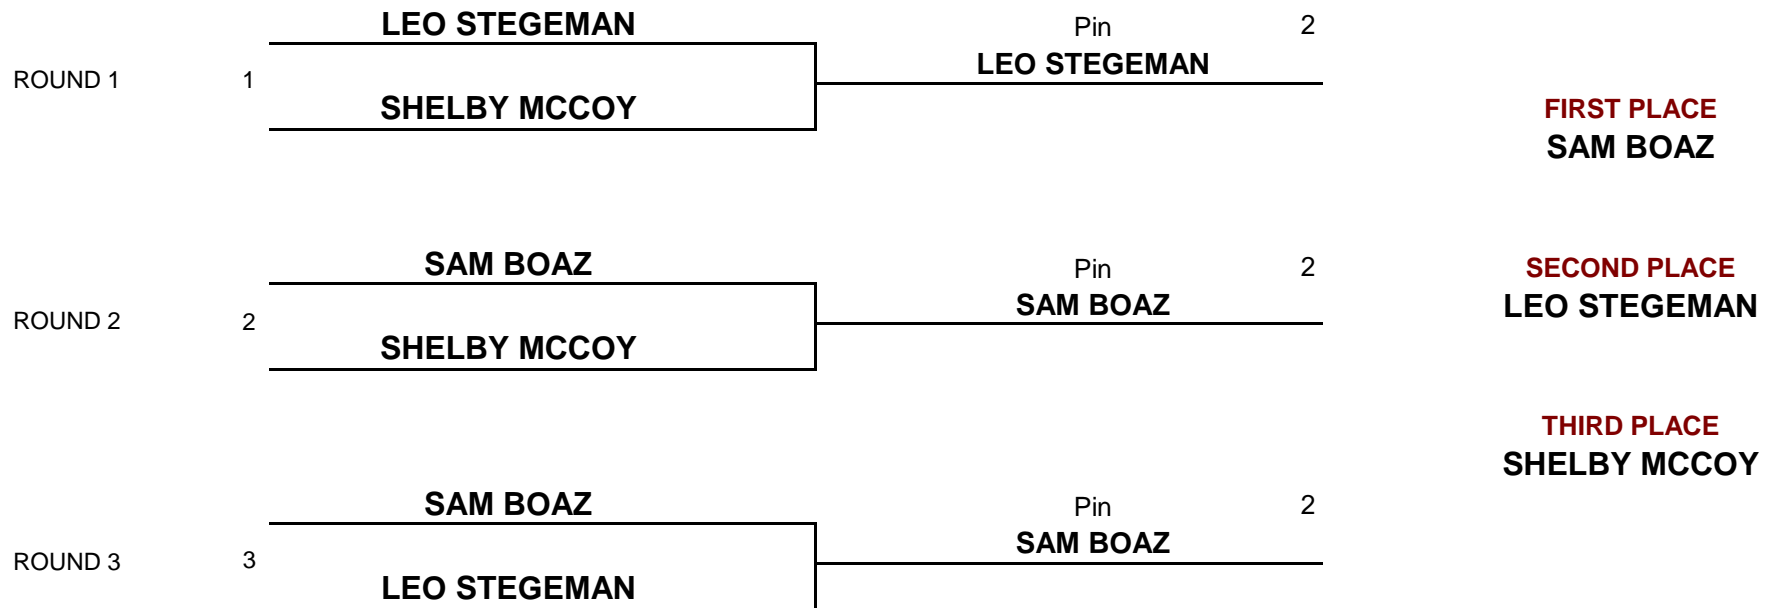 LEO STEGEMAN
Pin 2
LEO STEGEMAN
ROUND 1 1
SHELBY MCCOY
FIRST PLACE
SAM BOAZ
SAM BOAZ
Pin 2
SECOND PLACE
SAM BOAZ
LEO STEGEMAN
ROUND 2 2
SHELBY MCCOY
THIRD PLACE
SHELBY MCCOY
SAM BOAZ
Pin 2
SAM BOAZ
ROUND 3 3
LEO STEGEMAN